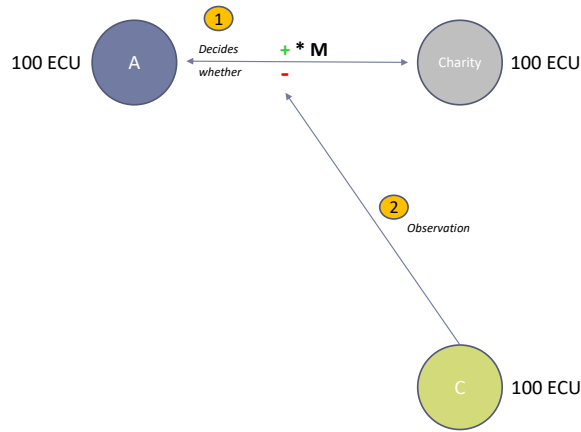 1
Decides
+ * M
100 ECU
A
Charity
100 ECU
whether
-
2
Observation
C
100 ECU